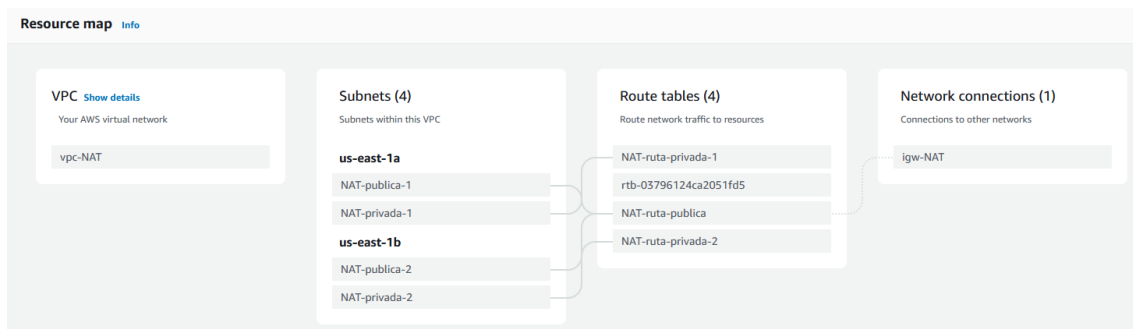 Resource map Info
VPC Show details
Your AWS virtual network
vpc-NAT
Subnets (4)
Subnets within this VPC
us-east-1a
NAT-publica-1
NAT-privada-1
us-east-1b
NAT-publica-2
NAT-privada-2
Route tables (4)
Route network traffic to resources
NAT-ruta-privada-1
rtb-03796124ca2051fd5
NAT-ruta-publica
NAT-ruta-privada-2
Network connections (1)
Connections to other networks
igw-NAT